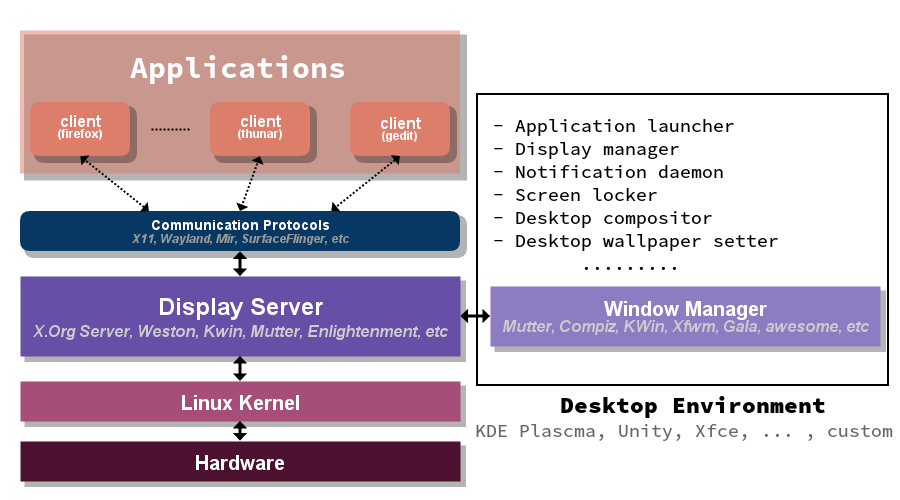 Applications
client
(firefox)
..........
client
(thunar)
client
(gedit)
Communication Protocols
X11, Wayland, Mir, SurfaceFlinger, etc
Display Server
X.Org Server, Weston, Kwin, Mutter, Enlightenment, etc
Linux Kernel
Hardware
- Application launcher
- Display manager
- Notification daemon
- Screen locker
- Desktop compositor
- Desktop wallpaper setter
.........
Window Manager
Mutter, Compiz, KWin, Xfwm, Gala, awesome, etc
Desktop Environment
KDE Plascma, Unity, Xfce, ... , custom